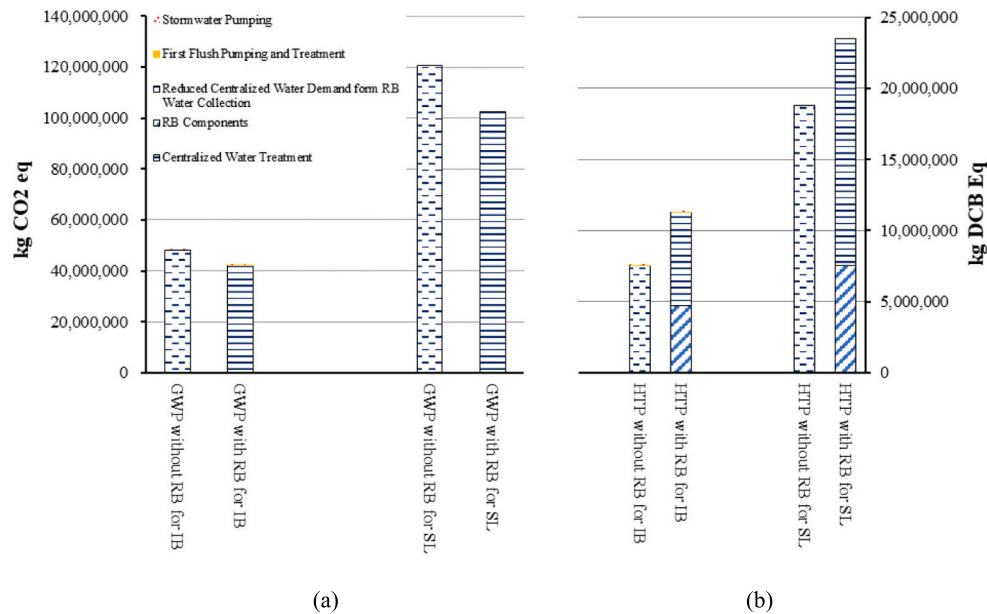 140,000,000
120,000,000
100,000,000
80,000,000
60,000,000
40,000,000
20,000,000
0
kg CO2 eq
Stormwater Pumping
First Flush Pumping and Treatment
Reduced Centralized Water Demand form RB
Water Collection
RB Components
Centralized Water Treatment
GWP without RB for IB
GWP with RB for IB
GWP without RB for SL
GWP with RB for SL
(a)
25,000,000
20,000,000
15,000,000
10,000,000
5,000,000
0
kg DCB Eq
HTP without RB for IB
HTP with RB for IB
HTP without RB for SL
HTP with RB for SL
(b)